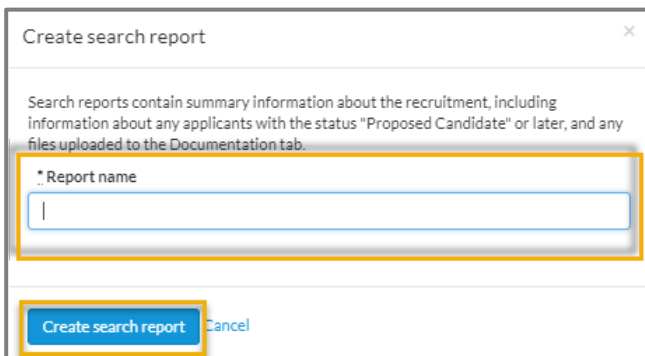 Create search report ×
Search reports contain summary information about the recruitment, including
information about any applicants with the status "Proposed Candidate" or later, and any
files uploaded to the Documentation tab.
* Report name
Create search report Cancel